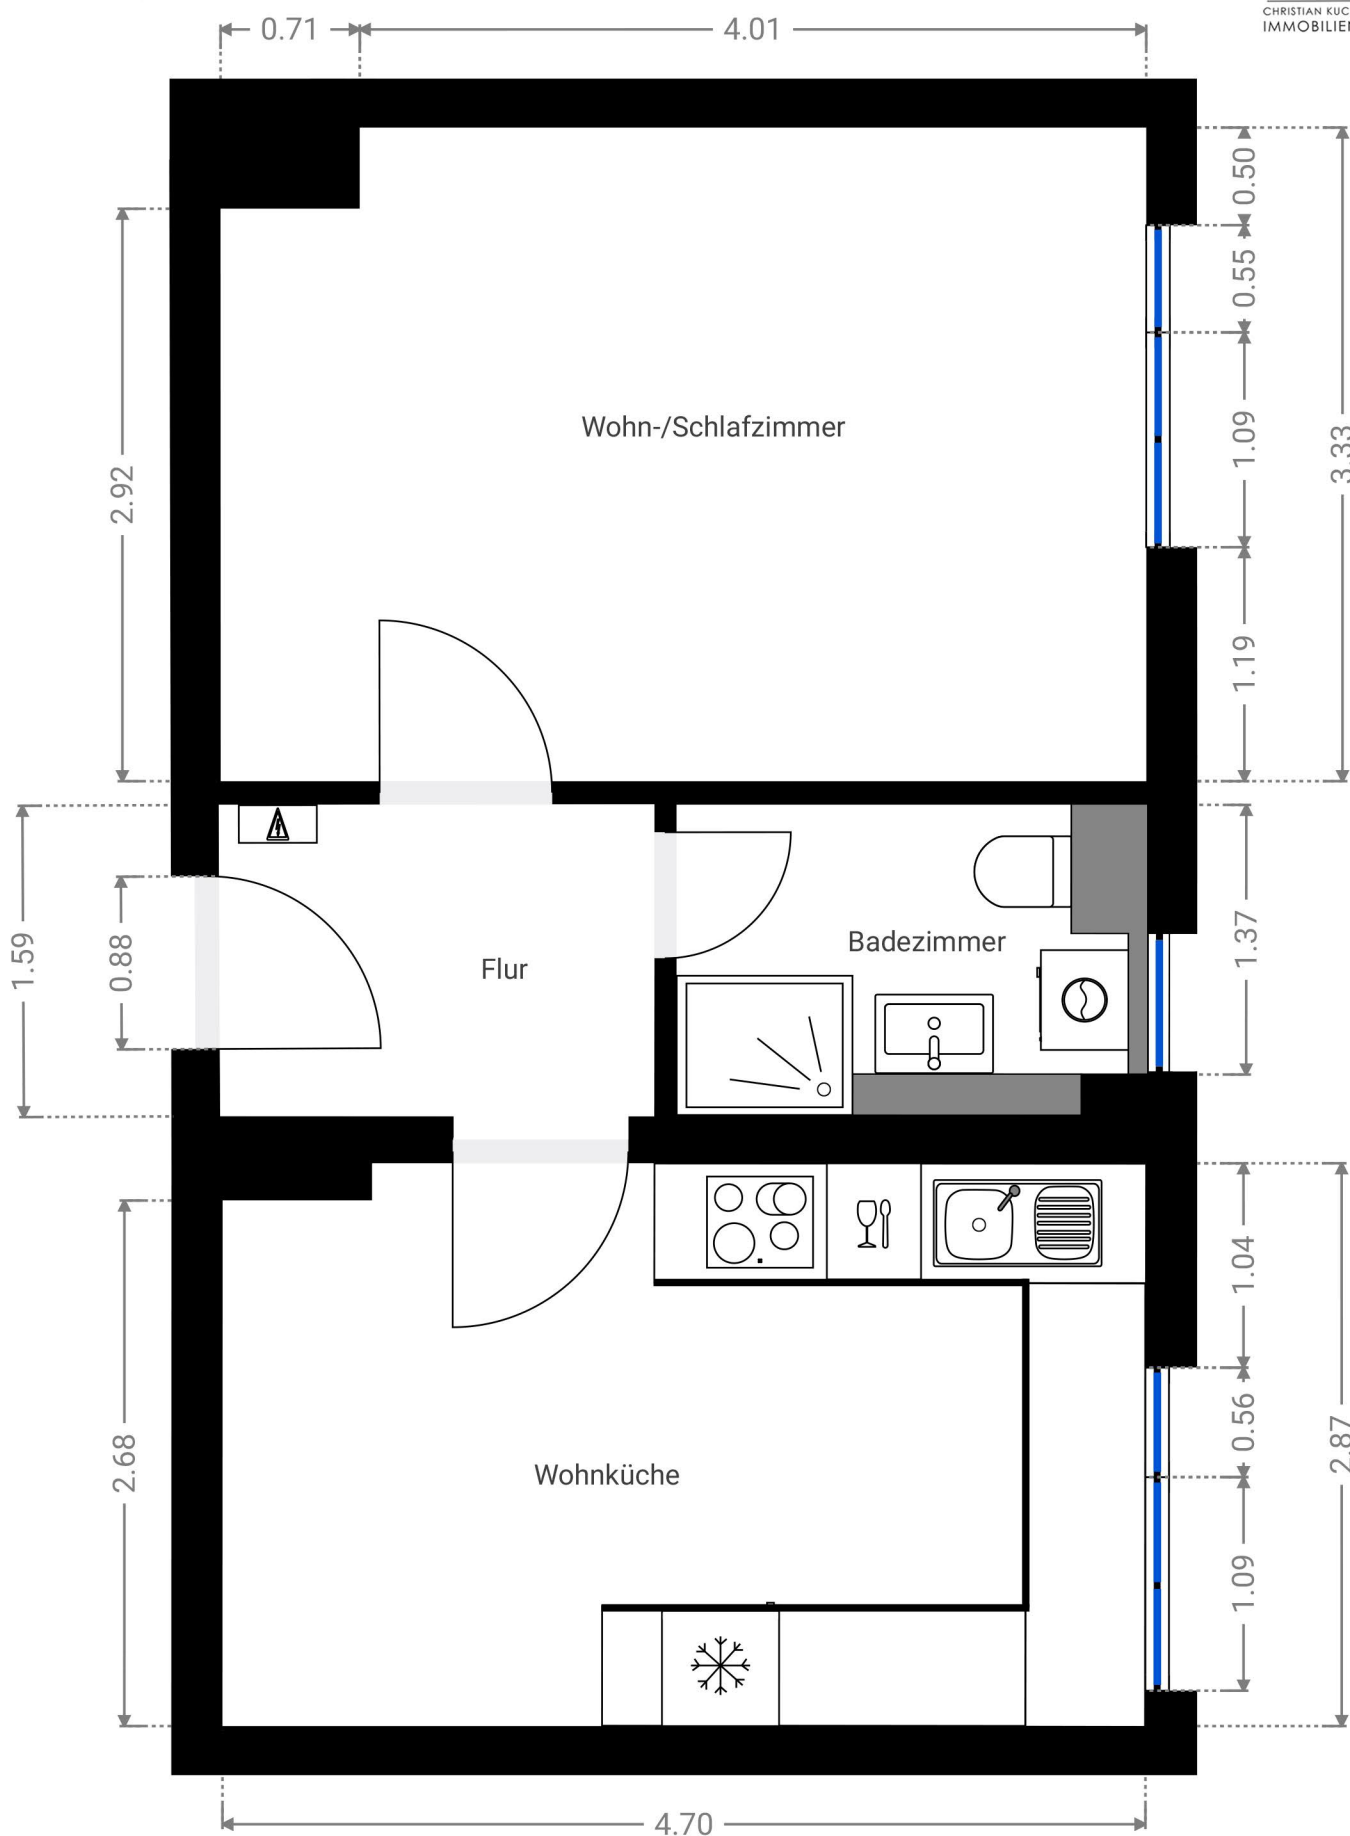 0.71
4.01
CHRISTIAN KUC
IMMOBILIEN
0.50
0.55
1.09
3.33
2.92
Wohn-/Schlafzimmer
1.19
1.59
0.88
Flur
Badezimmer
1.37
1.04
0.56
2.68
2.87
Wohnküche
1.09
4.70